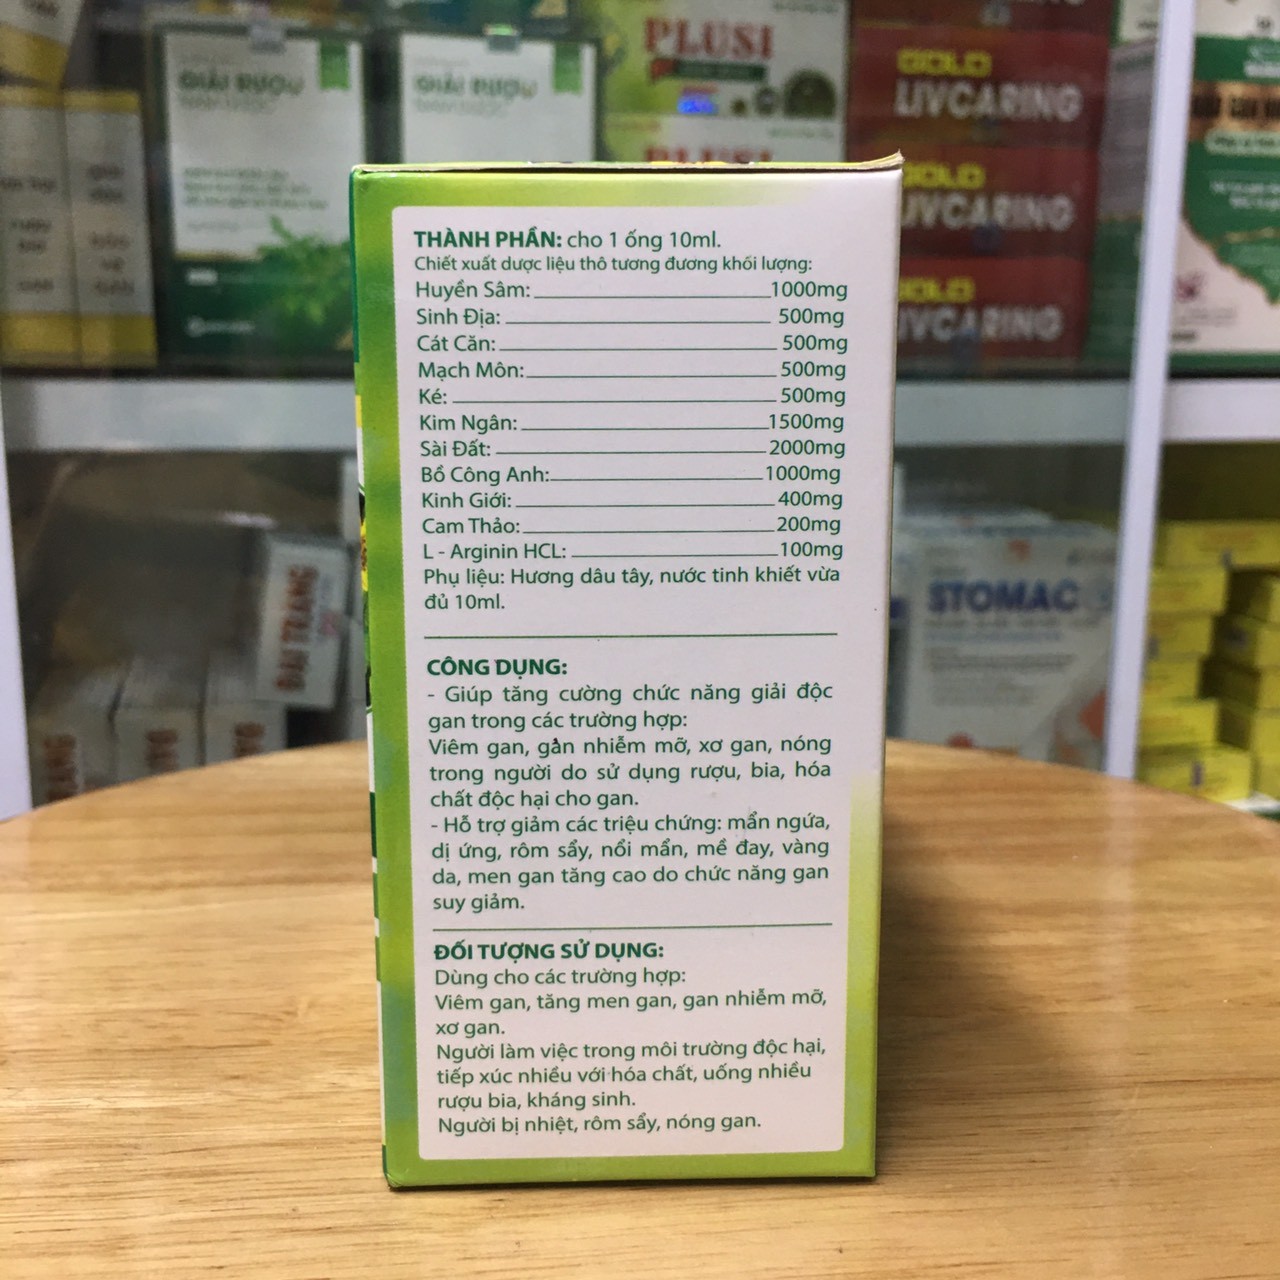 GIẢI RƯỢU
GIẢI RƯỢU
PLUSI
PLUSI
GOLD
LIVCARING
GOLD
LIVCARING
GOLD
LIVCARING
THÀNH PHẦN: cho 1 ống 10ml.
Chiết xuất dược liệu thô tương đương khối lượng:
Huyền Sâm: 1000mg
Sinh Địa: 500mg
Cát Căn: 500mg
Mạch Môn: 500mg
Ké: 500mg
Kim Ngân: 1500mg
Sài Đất: 2000mg
Bồ Công Anh: 1000mg
Kinh Giới: 400mg
Cam Thảo: 200mg
L - Arginin HCL: 100mg
Phụ liệu: Hương dâu tây, nước tinh khiết vừa
đủ 10ml.
CÔNG DỤNG:
- Giúp tăng cường chức năng giải độc
gan trong các trường hợp:
Viêm gan, gan nhiễm mỡ, xơ gan, nóng
trong người do sử dụng rượu, bia, hóa
chất độc hại cho gan.
- Hỗ trợ giảm các triệu chứng: mẩn ngứa,
dị ứng, rôm sẩy, nổi mẩn, mề đay, vàng
da, men gan tăng cao do chức năng gan
suy giảm.
ĐỐI TƯỢNG SỬ DỤNG:
Dùng cho các trường hợp:
Viêm gan, tăng men gan, gan nhiễm mỡ,
xơ gan.
Người làm việc trong môi trường độc hại,
tiếp xúc nhiều với hóa chất, uống nhiều
rượu bia, kháng sinh.
Người bị nhiệt, rôm sẩy, nóng gan.
ĐẠI TRANG
STOMAC